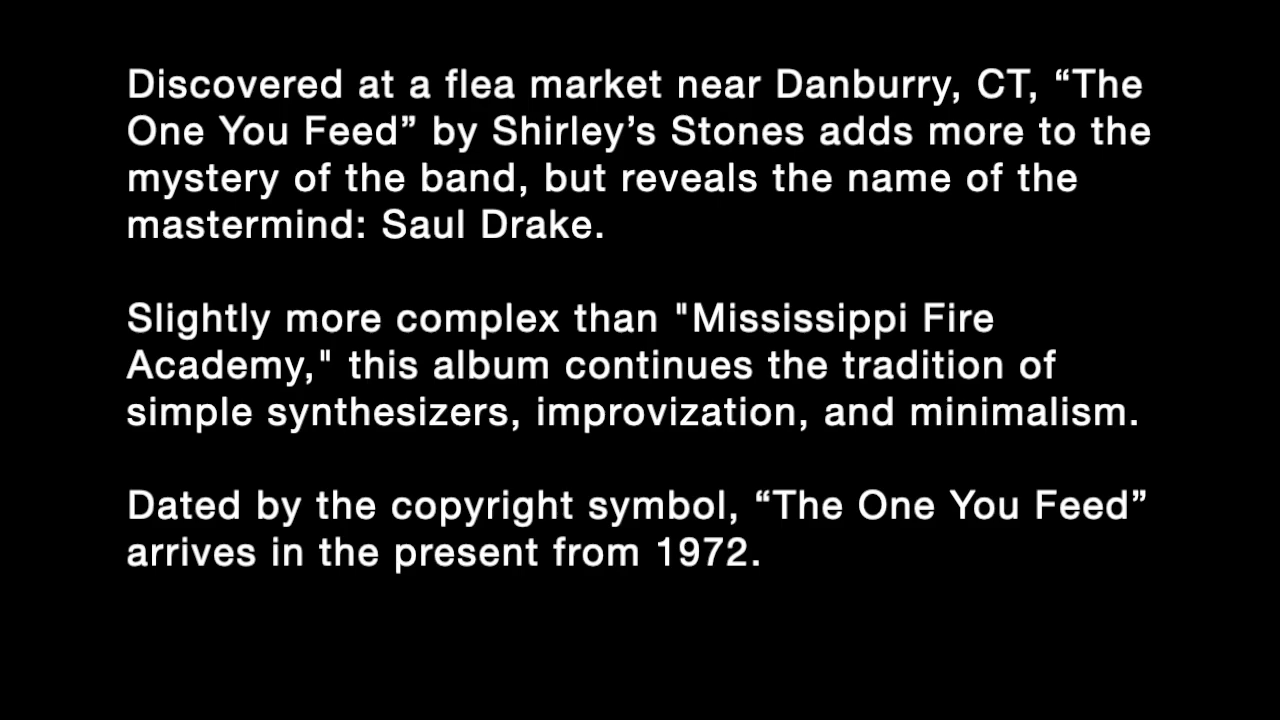 Discovered at a flea market near Danburry, CT, “The
One You Feed” by Shirley’s Stones adds more to the
mystery of the band, but reveals the name of the
mastermind: Saul Drake.
Slightly more complex than "Mississippi Fire
Academy," this album continues the tradition of
simple synthesizers, improvization, and minimalism.
Dated by the copyright symbol, “The One You Feed”
arrives in the present from 1972.